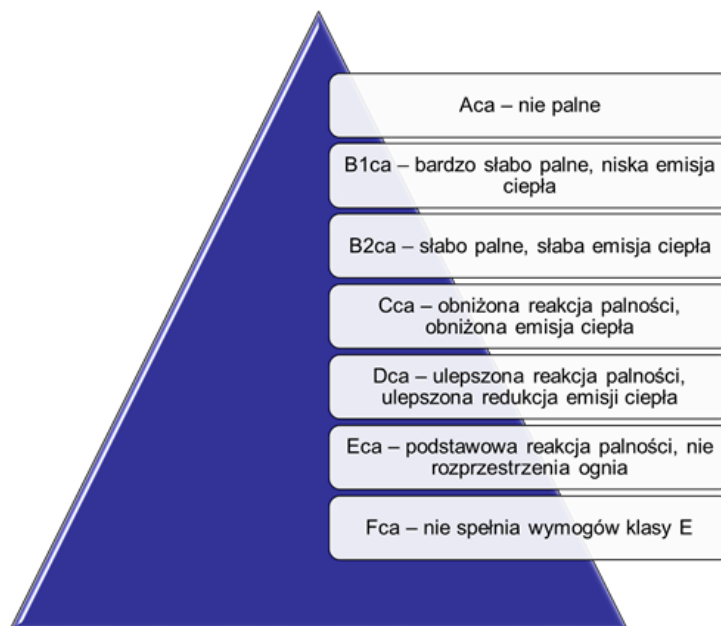 Aca – nie palne
B1ca – bardzo słabo palne, niska emisja
ciepła
B2ca – słabo palne, słaba emisja ciepła
Cca – obniżona reakcja palności,
obniżona emisja ciepła
Dca – ulepszona reakcja palności,
ulepszona redukcja emisji ciepła
Eca – podstawowa reakcja palności, nie
rozprzestrzenia ognia
Fca – nie spełnia wymogów klasy E